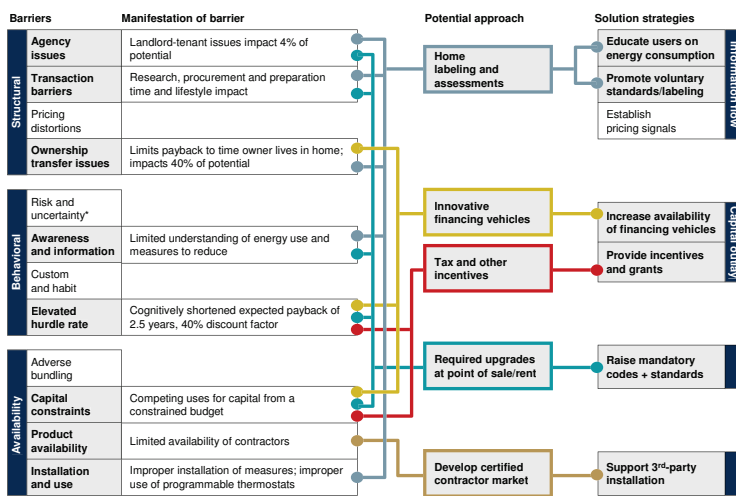 Barriers
Manifestation of barrier
Potential approach
Solution strategies
Structural
Agency
issues
Landlord-tenant issues impact 4% of
potential
Transaction
barriers
Research, procurement and preparation
time and lifestyle impact
Pricing
distortions
Ownership
transfer issues
Limits payback to time owner lives in home;
impacts 40% of potential
Behavioral
Risk and
uncertainty*
Awareness
and information
Limited understanding of energy use and
measures to reduce
Custom
and habit
Elevated
hurdle rate
Cognitively shortened expected payback of
2.5 years, 40% discount factor
Availability
Adverse
bundling
Capital
constraints
Competing uses for capital from a
constrained budget
Product
availability
Limited availability of contractors
Installation
and use
Improper installation of measures; improper
use of programmable thermostats
Home
labeling and
assessments
Innovative
financing vehicles
Tax and other
incentives
Required upgrades
at point of sale/rent
Develop certified
contractor market
Educate users on
energy consumption
Promote voluntary
standards/labeling
Establish
pricing signals
Information flow
Increase availability
of financing vehicles
Provide incentives
and grants
Capital outlay
Raise mandatory
codes + standards
Support 3rd-party
installation